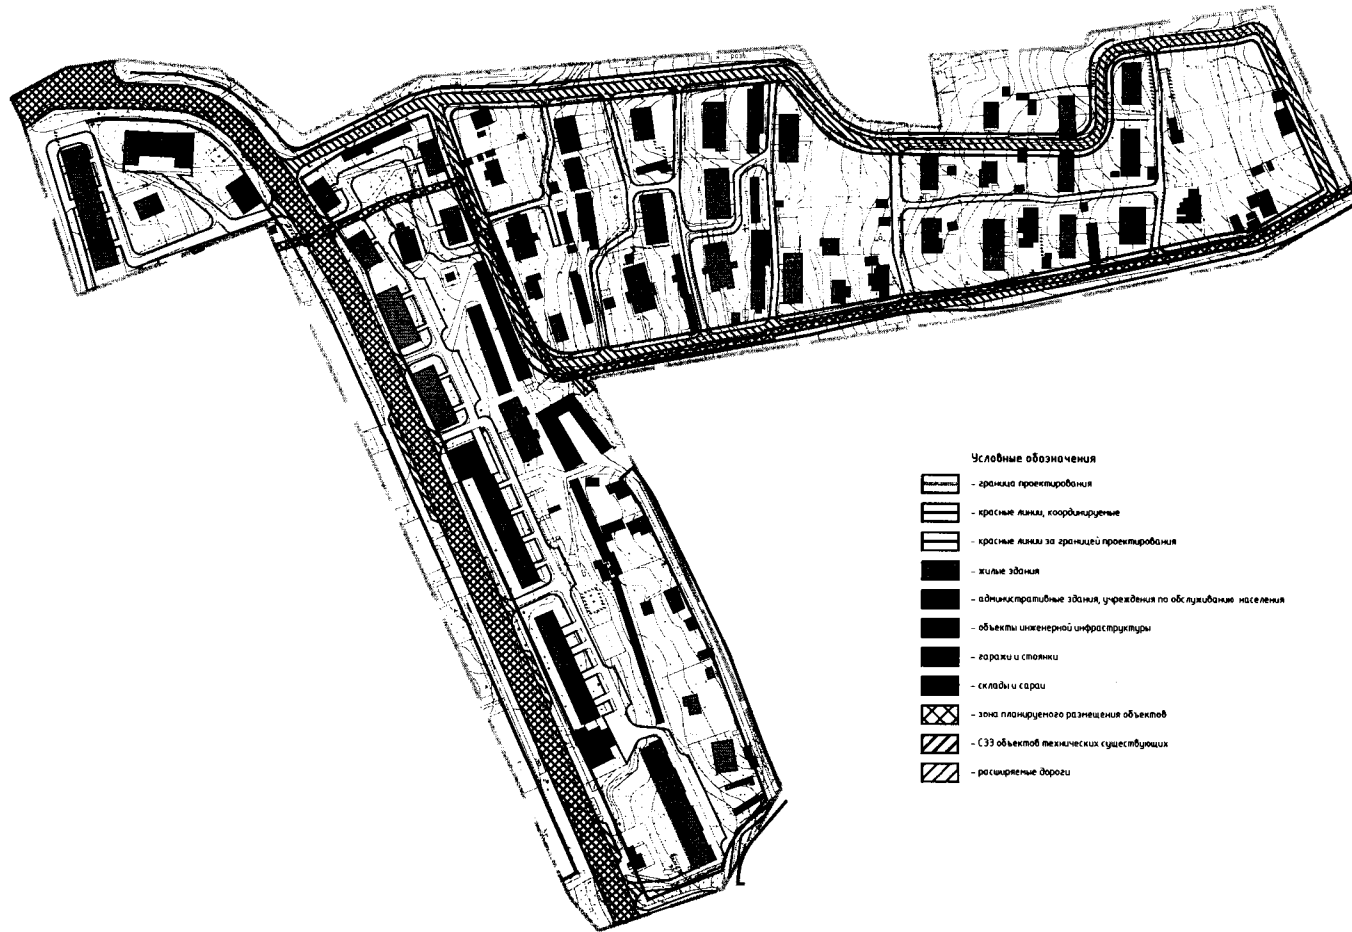 Условные обозначения
- граница проектирования
- красные линии, координируемые
- красные линии за границей проектирования
- жилые здания
- административные здания, учреждения по обслуживанию населения
- объекты инженерной инфраструктуры
- гаражи и стоянки
- склады и сараи
- зона планируемого размещения объектов
- СЗЗ объектов технических существующих
- расширяемые дороги